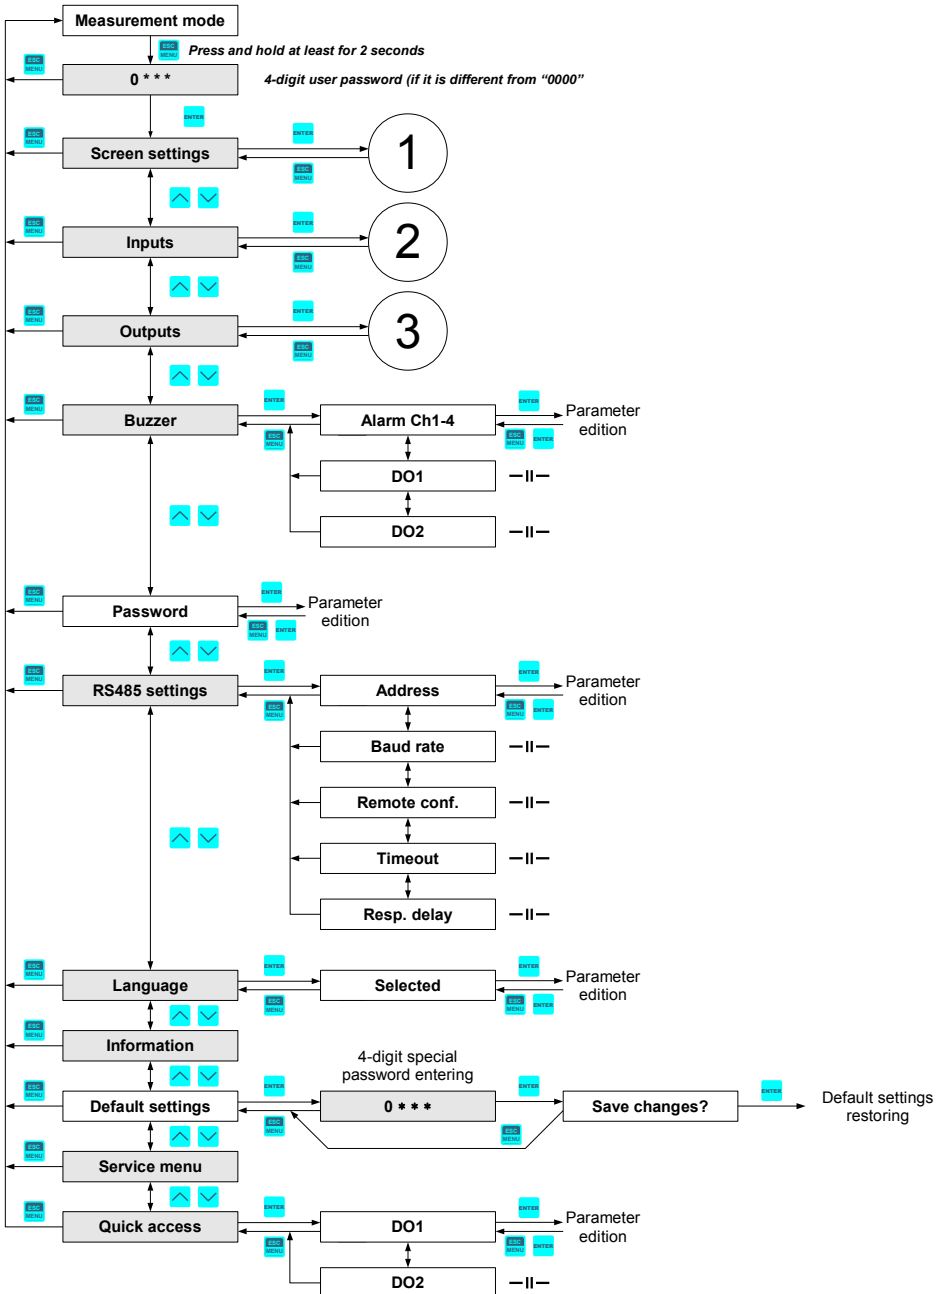 Measurement mode
ESC
MENU
Press and hold at least for 2 seconds
ESC
MENU
0 * * *
4-digit user password (if it is different from “0000”
ENTER
ESC
MENU
Screen settings
ENTER
ESC
MENU
1
ESC
MENU
Inputs
ENTER
ESC
MENU
2
ESC
MENU
Outputs
ENTER
ESC
MENU
3
ESC
MENU
Buzzer
ENTER
ESC
MENU
Alarm Ch1-4
ENTER
ESC
MENU
ENTER
Parameter
edition
DO1
—II—
DO2
—II—
ESC
MENU
Password
ENTER
ESC
MENU
ENTER
Parameter
edition
ESC
MENU
RS485 settings
ENTER
ESC
MENU
Address
ENTER
ESC
MENU
ENTER
Parameter
edition
Baud rate
—II—
Remote conf.
—II—
Timeout
—II—
Resp. delay
—II—
ESC
MENU
Language
ENTER
ESC
MENU
Selected
ENTER
ESC
MENU
ENTER
Parameter
edition
ESC
MENU
Information
4-digit special
password entering
ESC
MENU
Default settings
ENTER
ESC
MENU
0 * * *
ENTER
ESC
MENU
Save changes?
ENTER
Default settings
restoring
ESC
MENU
Service menu
ESC
MENU
Quick access
ENTER
ESC
MENU
DO1
ENTER
ESC
MENU
ENTER
Parameter
edition
DO2
—II—